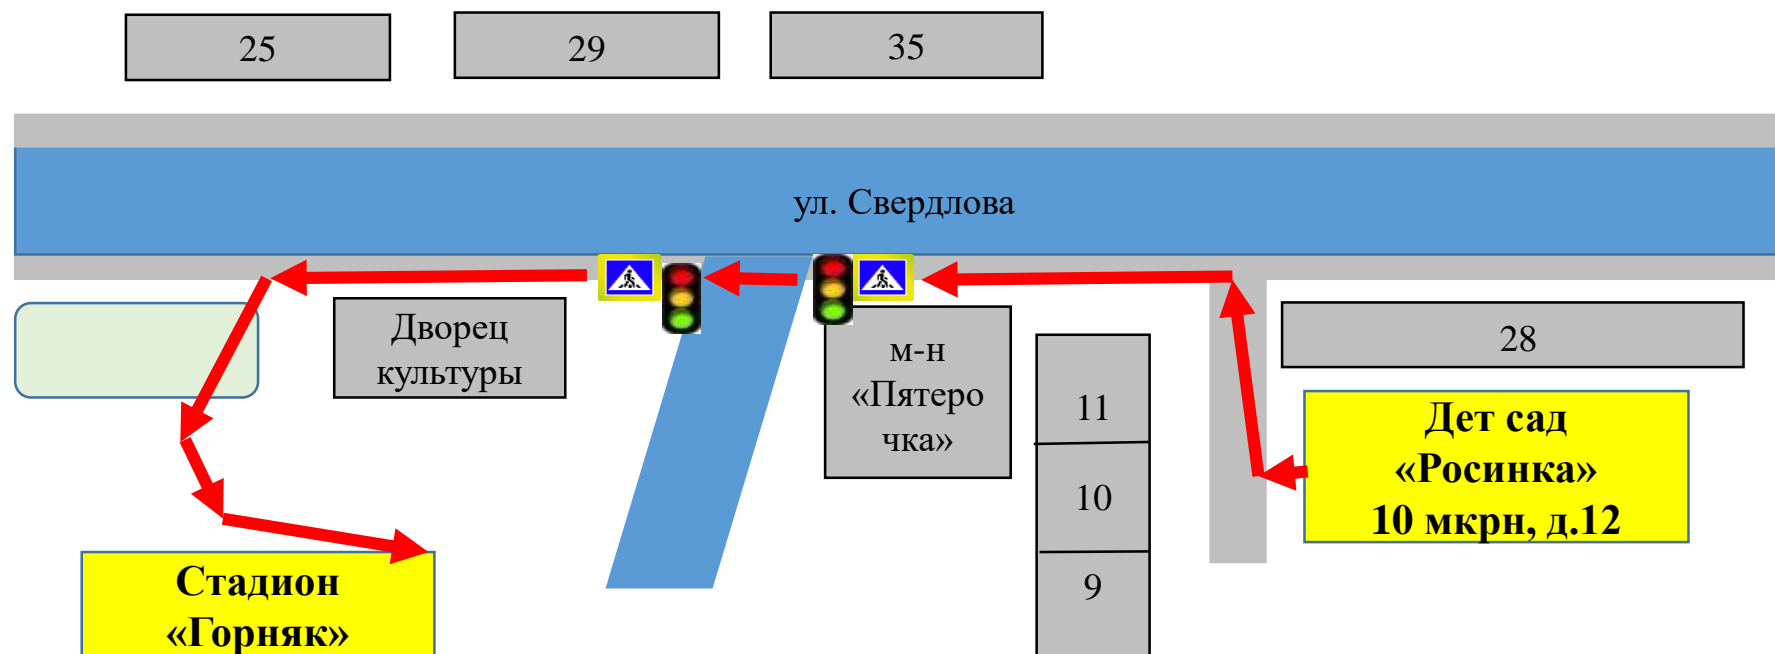 25
29
35
ул. Свердлова
Дворец
культуры
м-н
«Пятеро
чка»
11
10
9
28
Дет сад
«Росинка»
10 мкрн, д.12
Стадион
«Горняк»